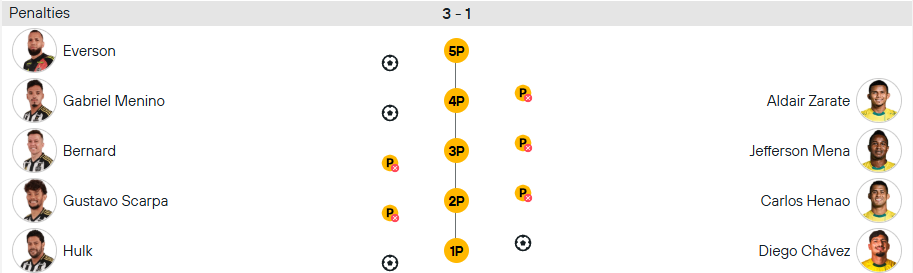 Penalties 3 - 1
Everson 5P
Gabriel Menino 4P P Aldair Zarate
Bernard P 3P P Jefferson Mena
Gustavo Scarpa P 2P P Carlos Henao
Hulk 1P Diego Chávez